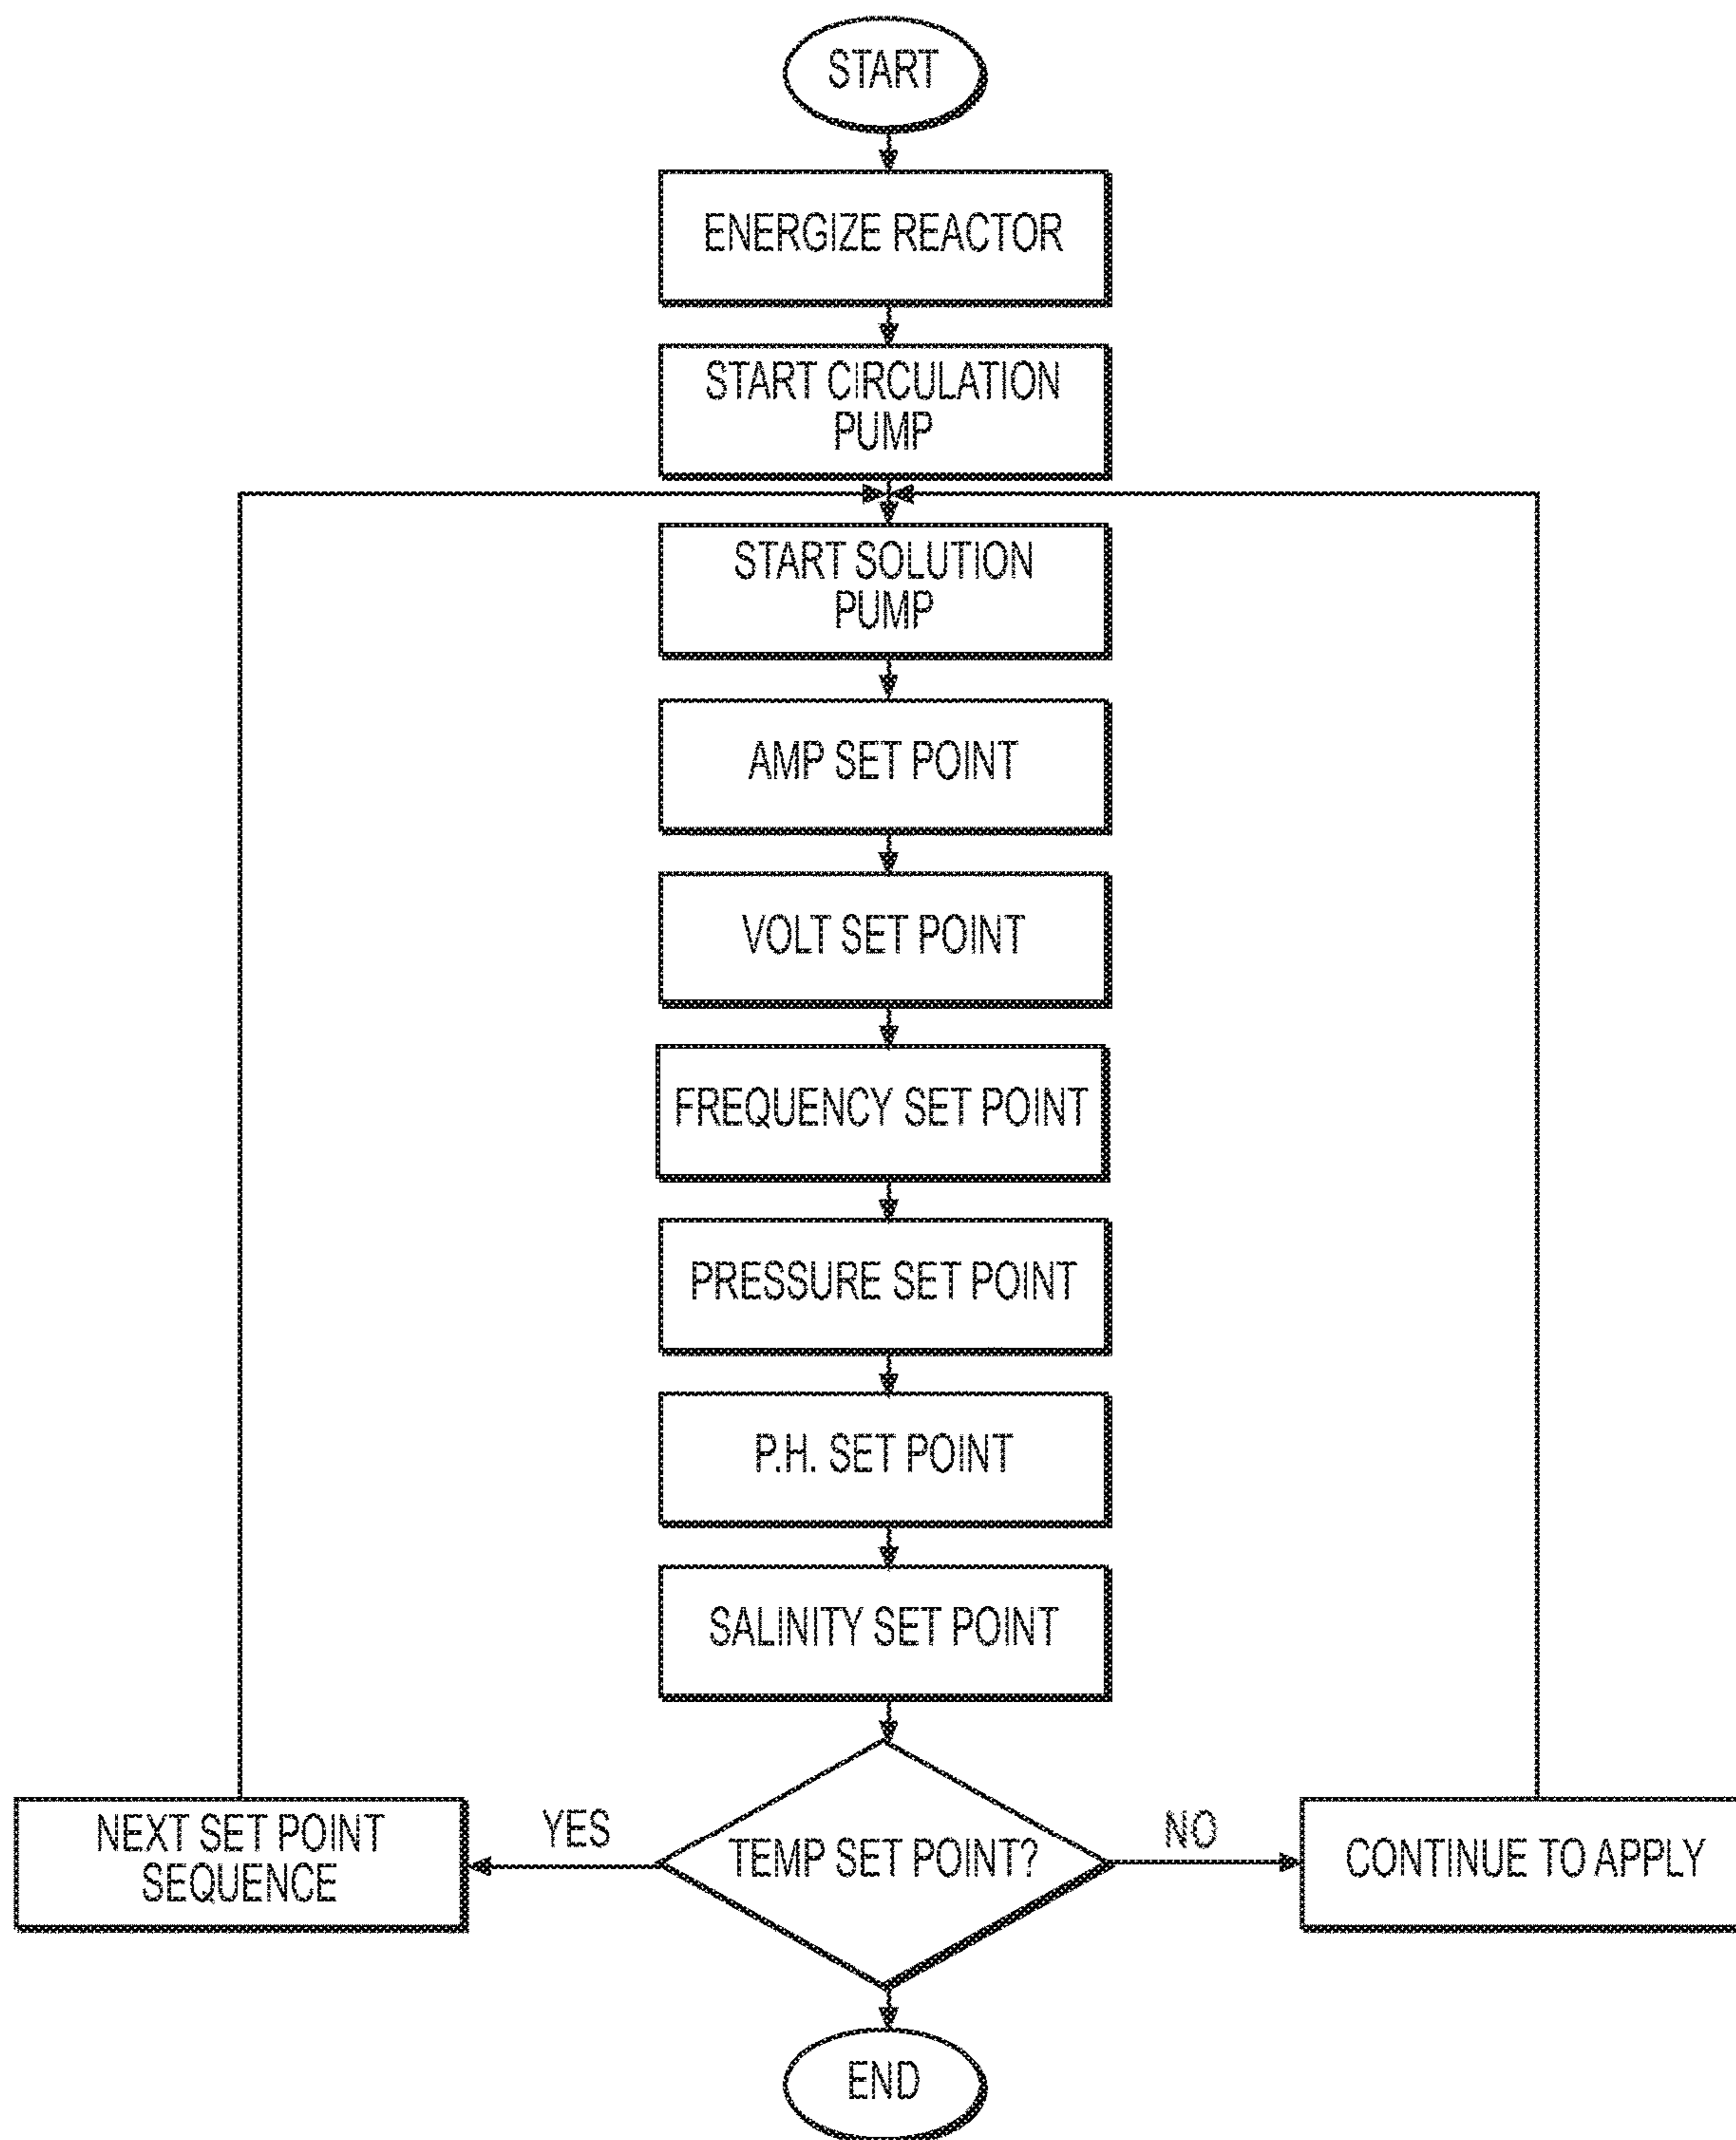 START
ENERGIZE REACTOR
START CIRCULATION
PUMP
START SOLUTION
PUMP
AMP SET POINT
VOLT SET POINT
FREQUENCY SET POINT
PRESSURE SET POINT
P.H. SET POINT
SALINITY SET POINT
NEXT SET POINT
SEQUENCE
YES
TEMP SET POINT?
NO
CONTINUE TO APPLY
END